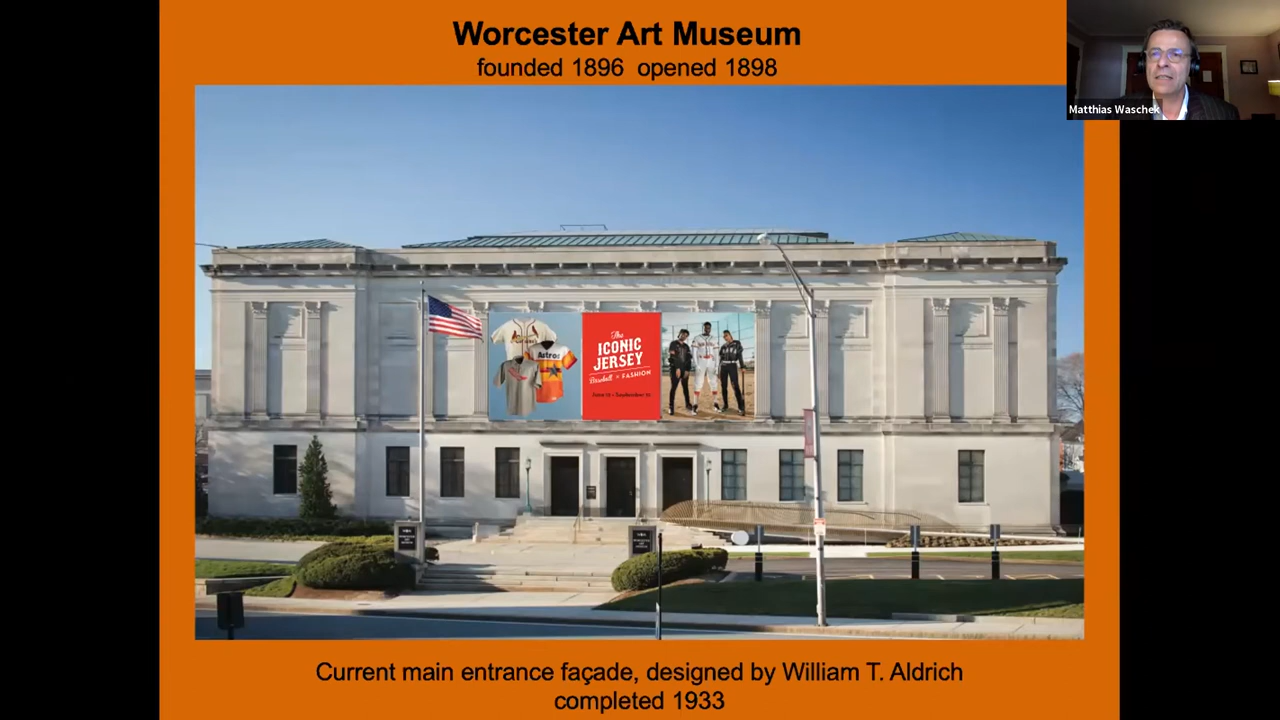 Worcester Art Museum
founded 1896 opened 1898
Matthias Waschek
Astros
The
ICONIC
JERSEY
Baseball × FASHION
Current main entrance façade, designed by William T. Aldrich
completed 1933